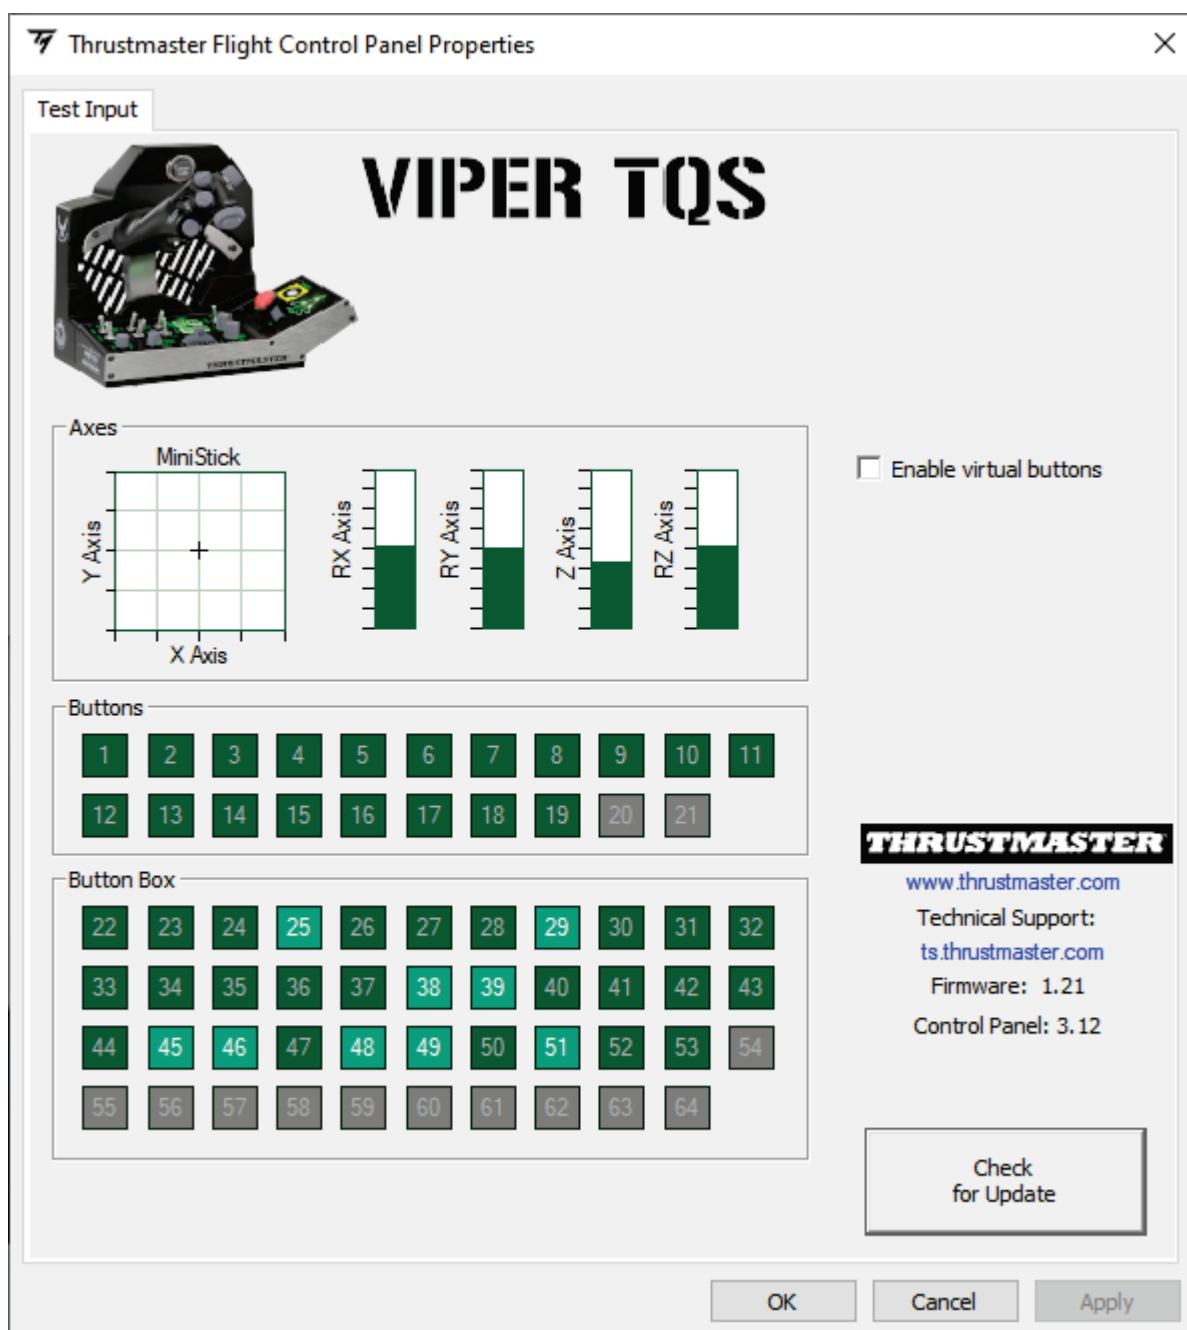 Thrustmaster Flight Control Panel Properties
Test Input
VIPER TQS
THRUSTMASTER
Axes
MiniStick
Y Axis
X Axis
RX Axis
RY Axis
Z Axis
RZ Axis
Enable virtual buttons
Buttons
1 2 3 4 5 6 7 8 9 10 11
12 13 14 15 16 17 18 19 20 21
Button Box
22 23 24 25 26 27 28 29 30 31 32
33 34 35 36 37 38 39 40 41 42 43
44 45 46 47 48 49 50 51 52 53 54
55 56 57 58 59 60 61 62 63 64
THRUSTMASTER
www.thrustmaster.com
Technical Support:
ts.thrustmaster.com
Firmware: 1.21
Control Panel: 3.12
Check
for Update
OK Cancel Apply